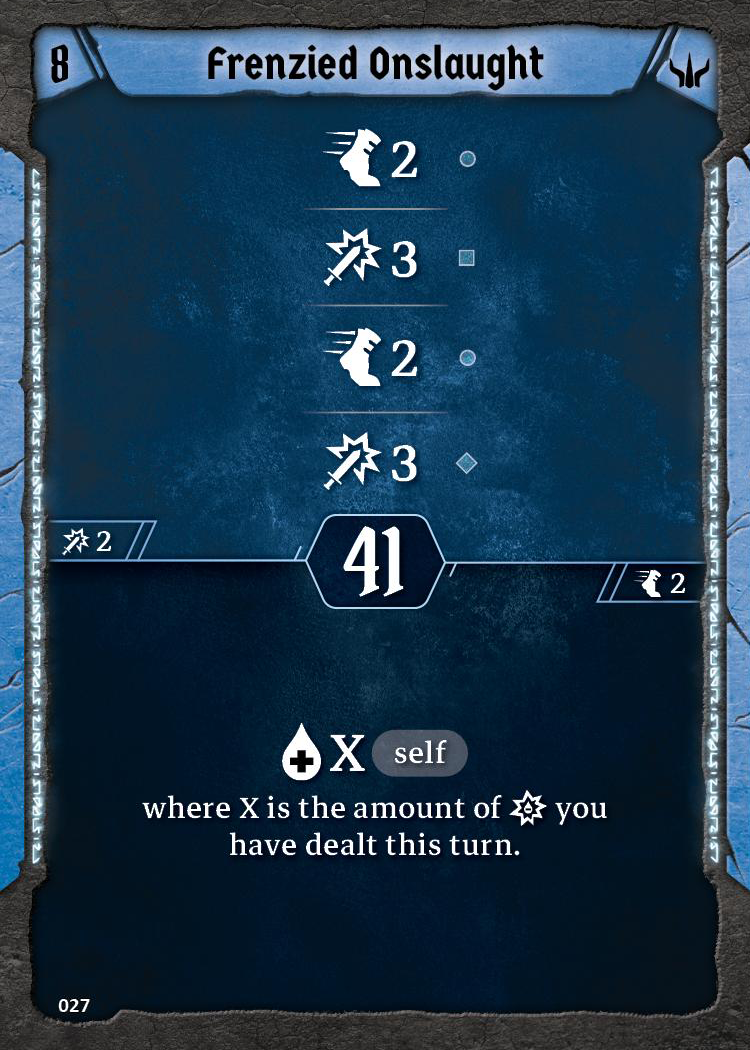 8 Frenzied Onslaught
2
3
2
3
2
41
2
X self
where X is the amount of you
have dealt this turn.
027